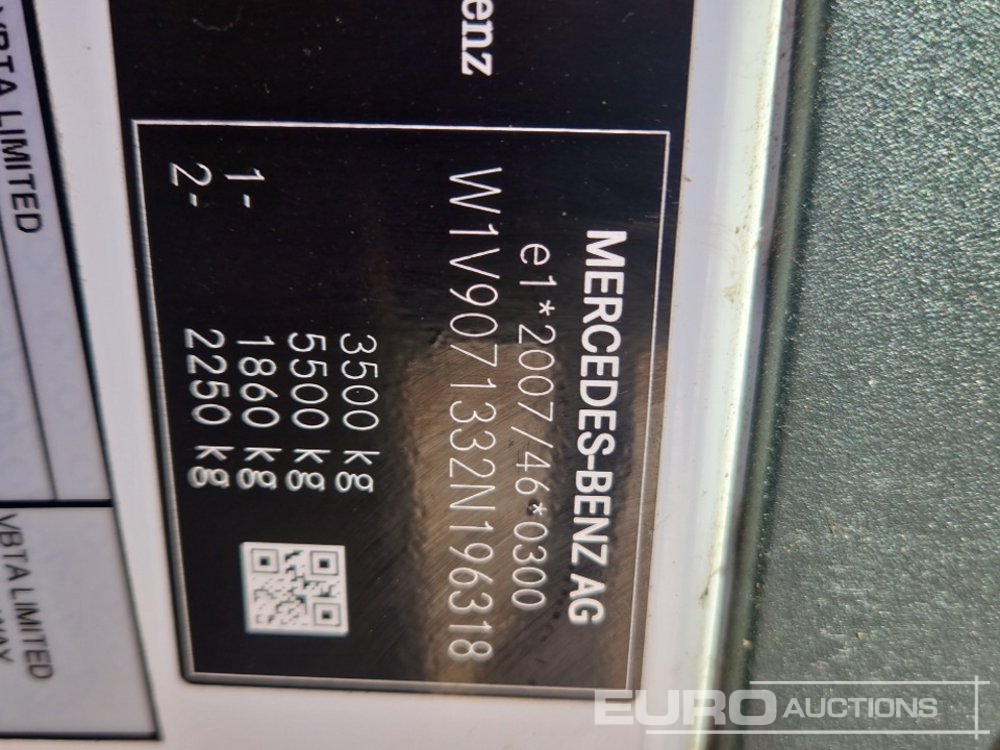 enz
MERCEDES-BENZ AG
e1*2007/46*0300
W1V9071332N196318
3500 kg
5500 kg
1- 1860 kg
2- 2250 kg
LIMITED
VBTA LIMITED
EURO AUCTIONS